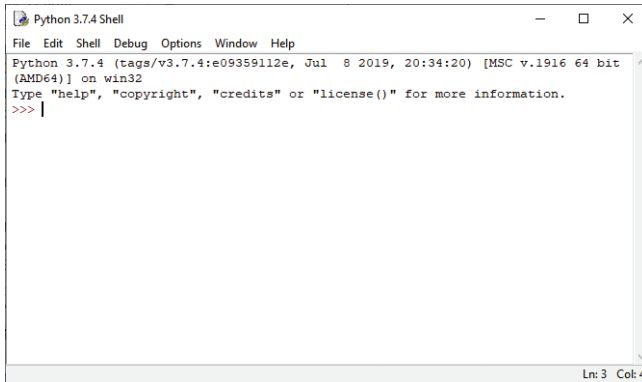 Python 3.7.4 Shell
File Edit Shell Debug Options Window Help
Python 3.7.4 (tags/v3.7.4:e09359112e, Jul  8 2019, 20:34:20) [MSC v.1916 64 bit
(AMD64)] on win32
Type "help", "copyright", "credits" or "license()" for more information.
>>>
Ln: 3 Col: 4